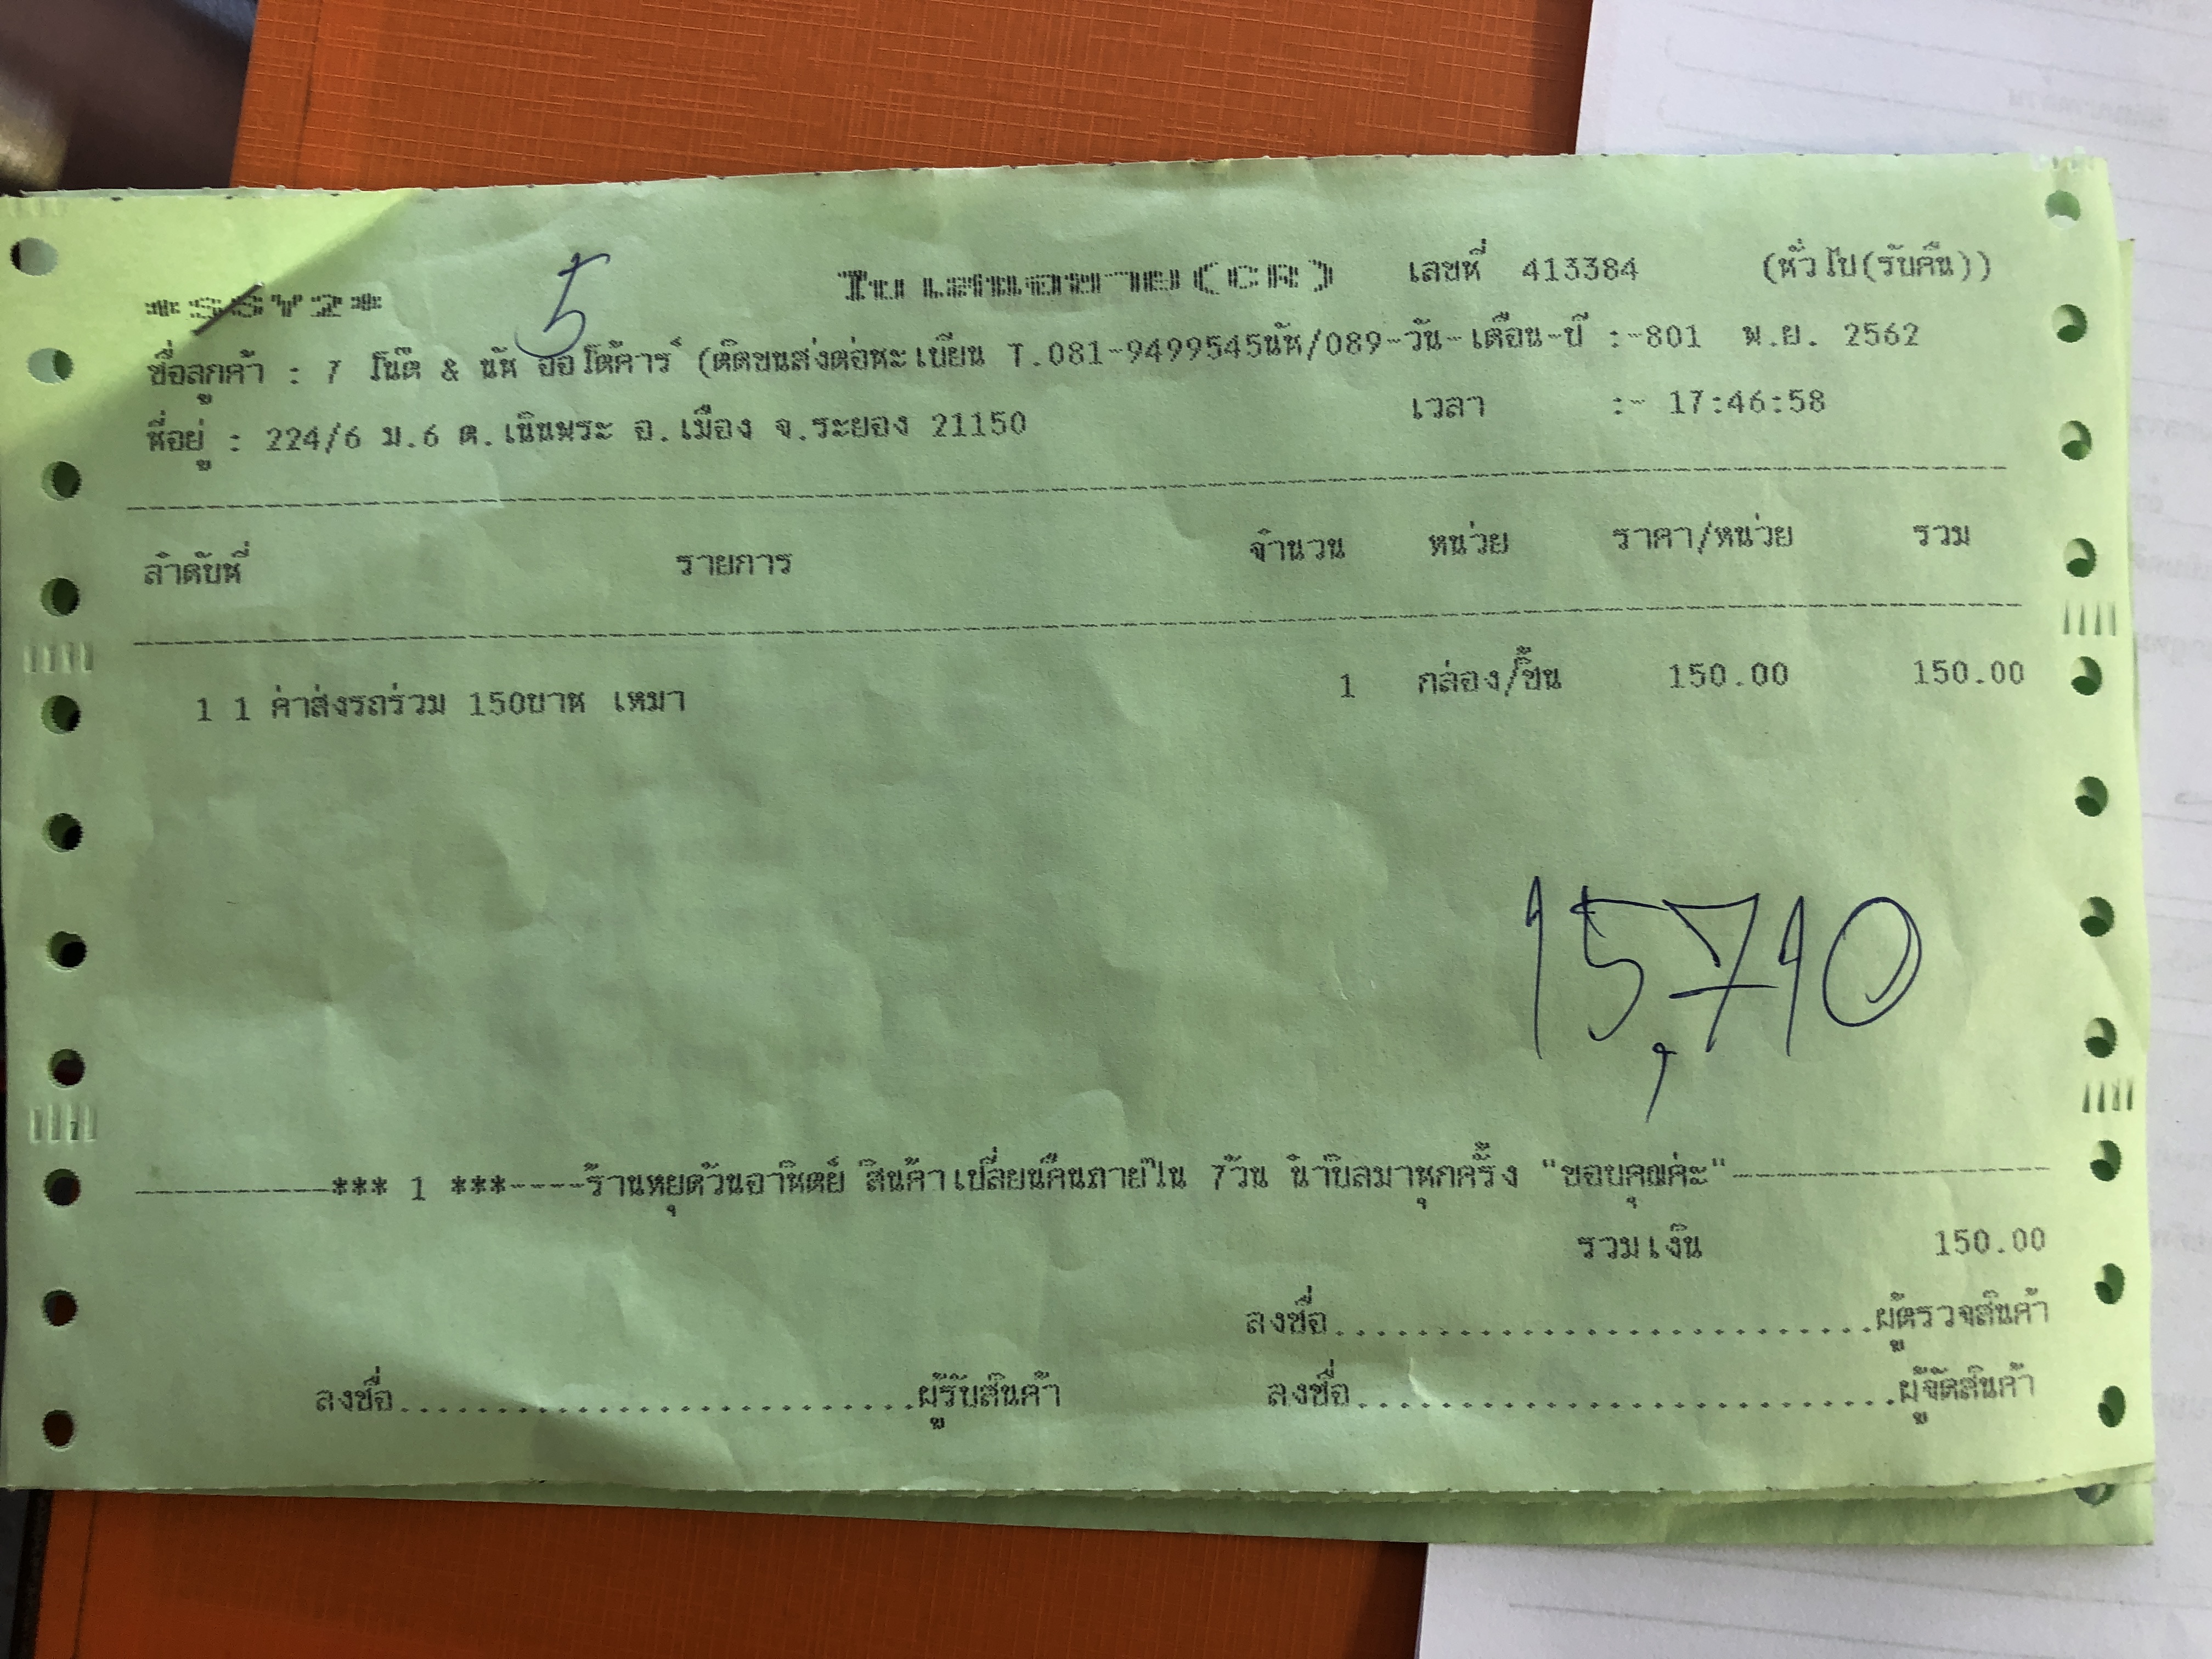 *SSY2* 5 ใบเสนอขาย(CR) เลขที่ 413384 (ทั่วไป(รับคืน))
ชื่อลูกค้า : 7 โน๊ต & นัท ออโต้คาร์ (ติดขนส่งต่อทะเบียน T.081-9499545นัท/089-วัน-เดือน-ปี :-801 พ.ย. 2562
ที่อยู่ : 224/6 ม.6 ต.เนินพระ อ.เมือง จ.ระยอง 21150 เวลา :- 17:46:58
ลำดับที่ รายการ จำนวน หน่วย ราคา/หน่วย รวม
1 1 ค่าส่งรถร่วม 150บาท เหมา 1 กล่อง/ชิ้น 150.00 150.00
15,710
----------*** 1 ***----ร้านหยุดวันอาทิตย์ สินค้าเปลี่ยนคืนภายใน 7วัน นำบิลมาทุกครั้ง "ขอบคุณค่ะ"----------------
รวมเงิน 150.00
ลงชื่อ............................ผู้ตรวจสินค้า
ลงชื่อ...........................ผู้รับสินค้า ลงชื่อ............................ผู้จัดสินค้า